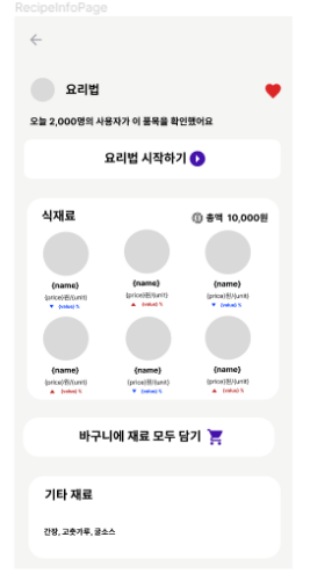 RecipeInfoPage
요리법
오늘 2,000명의 사용자가 이 품목을 확인했어요
요리법 시작하기
식재료
총액 10,000원
{name} {name} {name}
{price}원/{unit} {price}원/{unit} {price}원/{unit}
▼ {value} % ▲ {value} % ▼ {value} %
{name} {name} {name}
{price}원/{unit} {price}원/{unit} {price}원/{unit}
▲ {value} % ▼ {value} % ▲ {value} %
바구니에 재료 모두 담기
기타 재료
간장, 고춧가루, 굴소스